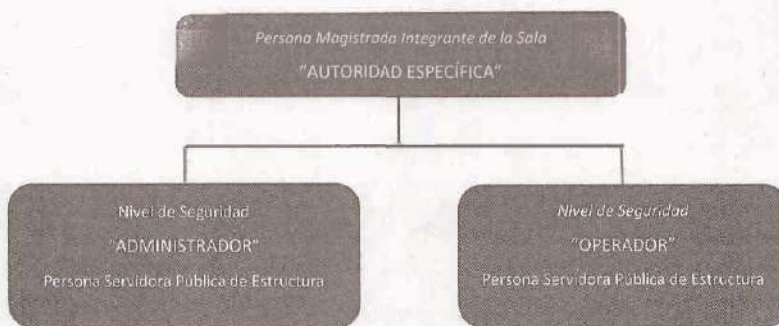 Persona Magistrada Integrante de la Sala
"AUTORIDAD ESPECÍFICA"
Nivel de Seguridad
"ADMINISTRADOR"
Persona Servidora Pública de Estructura
Nivel de Seguridad
"OPERADOR"
Persona Servidora Pública de Estructura